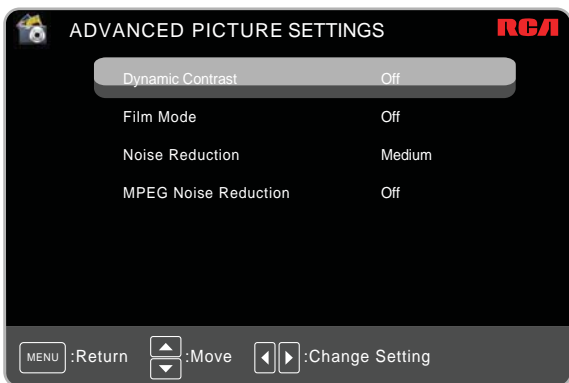 ADVANCED PICTURE SETTINGS RCA
Dynamic Contrast Off
Film Mode Off
Noise Reduction Medium
MPEG Noise Reduction Off
MENU :Return :Move :Change Setting